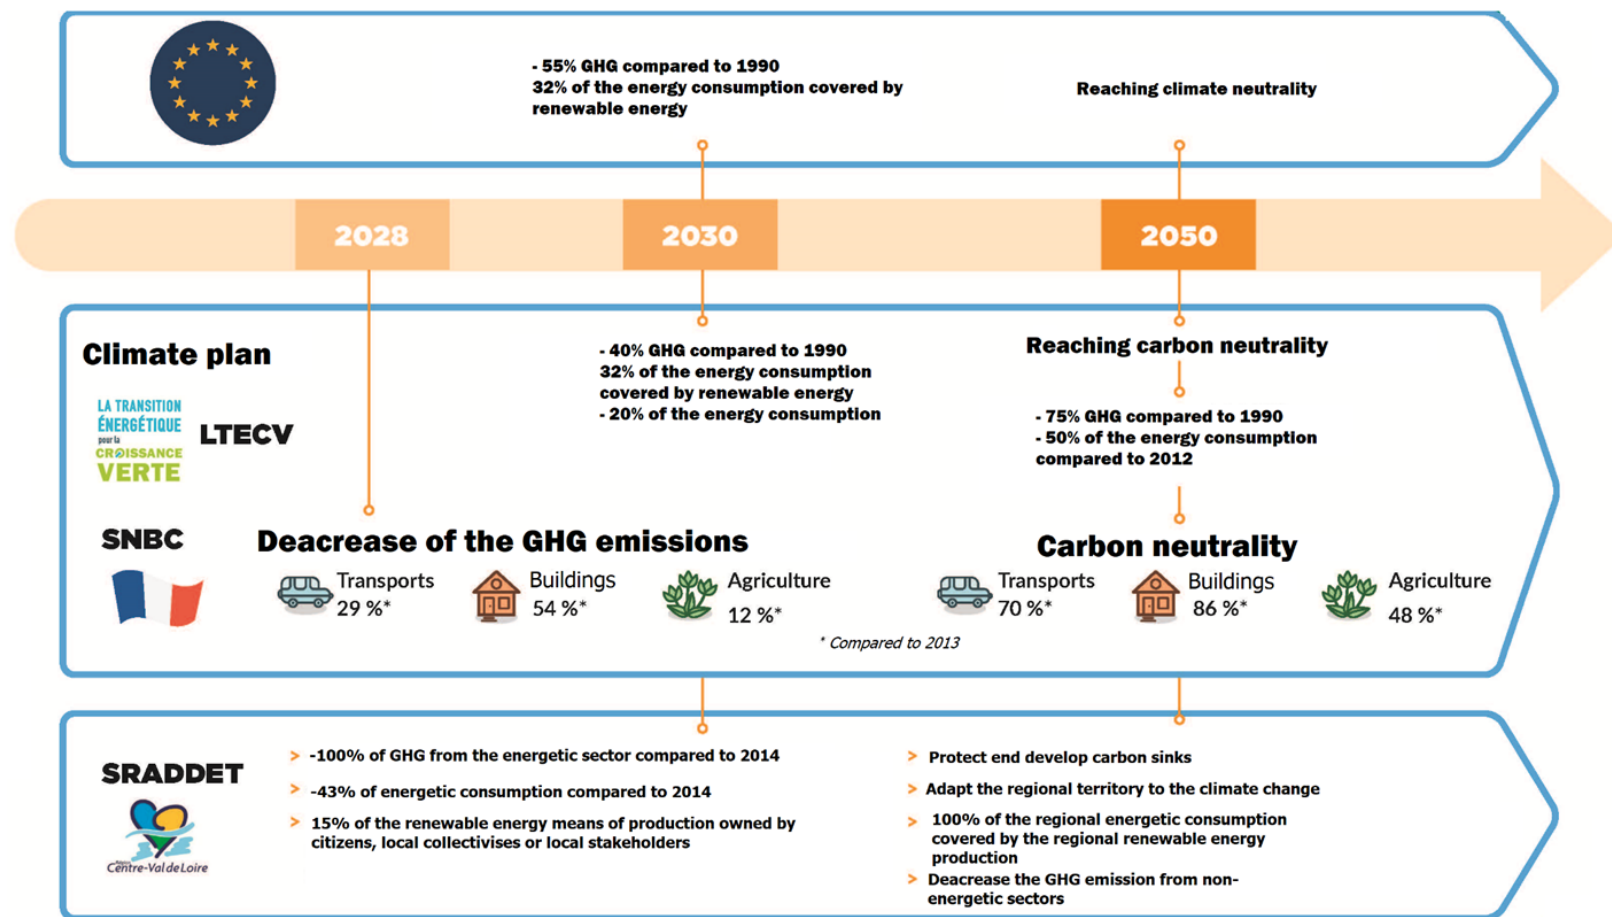 - 55% GHG compared to 1990
32% of the energy consumption covered by
renewable energy
Reaching climate neutrality
2028
2030
2050
Climate plan
LA TRANSITION
ÉNERGÉTIQUE
pour la
CROISSANCE
VERTE
LTECV
- 40% GHG compared to 1990
32% of the energy consumption
covered by renewable energy
- 20% of the energy consumption
Reaching carbon neutrality
- 75% GHG compared to 1990
- 50% of the energy consumption
compared to 2012
SNBC
Deacrease of the GHG emissions
Transports
29 %*
Buildings
54 %*
Agriculture
12 %*
Carbon neutrality
Transports
70 %*
Buildings
86 %*
Agriculture
48 %*
* Compared to 2013
SRADDET
Centre-Val de Loire
> -100% of GHG from the energetic sector compared to 2014
> -43% of energetic consumption compared to 2014
> 15% of the renewable energy means of production owned by
citizens, local collectivises or local stakeholders
> Protect end develop carbon sinks
> Adapt the regional territory to the climate change
> 100% of the regional energetic consumption
covered by the regional renewable energy
production
> Deacrease the GHG emission from non-
energetic sectors